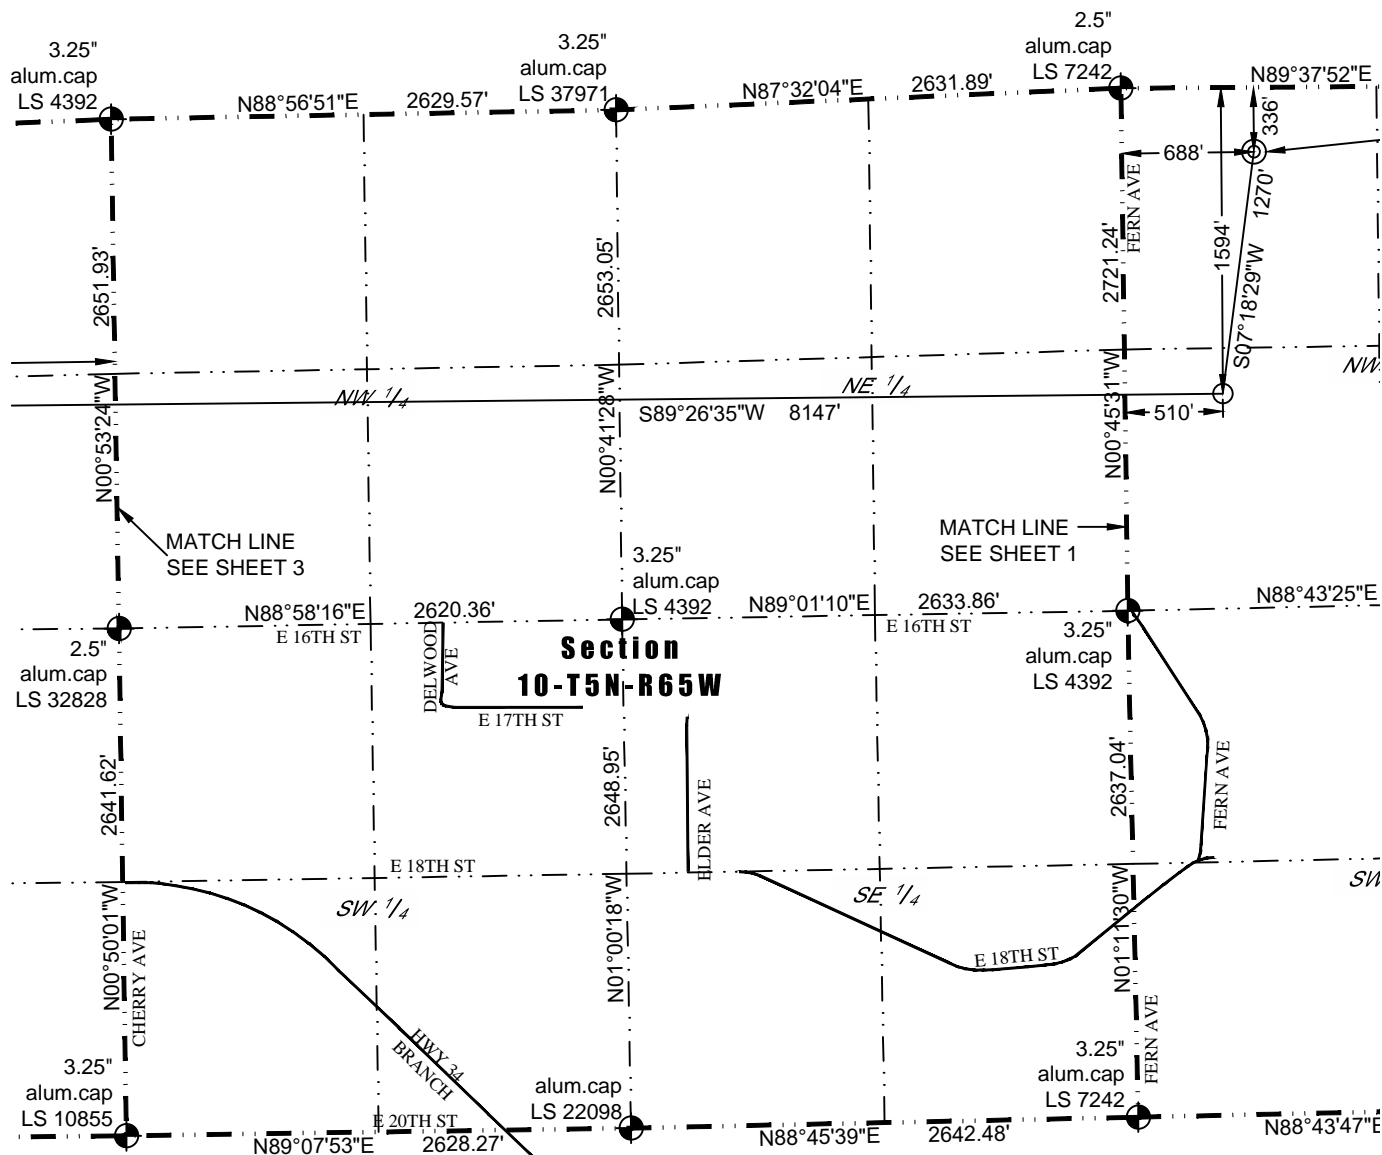 3.25"
alum.cap
LS 4392
3.25"
alum.cap
LS 37971
2.5"
alum.cap
LS 7242
N88°56'51"E
2629.57'
N87°32'04"E
2631.89'
N89°37'52"E
336'
688'
1270'
FERN AVE
2651.93'
2653.05'
2721.24'
1594'
S07°18'29"W
NW 1/4
NE 1/4
NW
S89°26'35"W 8147'
510'
N00°53'24"W
N00°41'28"W
N00°45'31"W
MATCH LINE
SEE SHEET 3
MATCH LINE
SEE SHEET 1
3.25"
alum.cap
LS 4392
N88°58'16"E
2620.36'
N89°01'10"E
2633.86'
N88°43'25"E
E 16TH ST
E 16TH ST
2.5"
alum.cap
LS 32828
DELWOOD
AVE
Section
10-T5N-R65W
3.25"
alum.cap
LS 4392
E 17TH ST
2641.62'
2648.95'
2637.04'
ELDER AVE
FERN AVE
E 18TH ST
SW 1/4
SE 1/4
SW
N00°50'01"W
N01°00'18"W
N01°11'30"W
E 18TH ST
CHERRY AVE
FERN AVE
HWY 34
BRANCH
3.25"
alum.cap
LS 10855
alum.cap
LS 22098
3.25"
alum.cap
LS 7242
E 20TH ST
N89°07'53"E
2628.27'
N88°45'39"E
2642.48'
N88°43'47"E